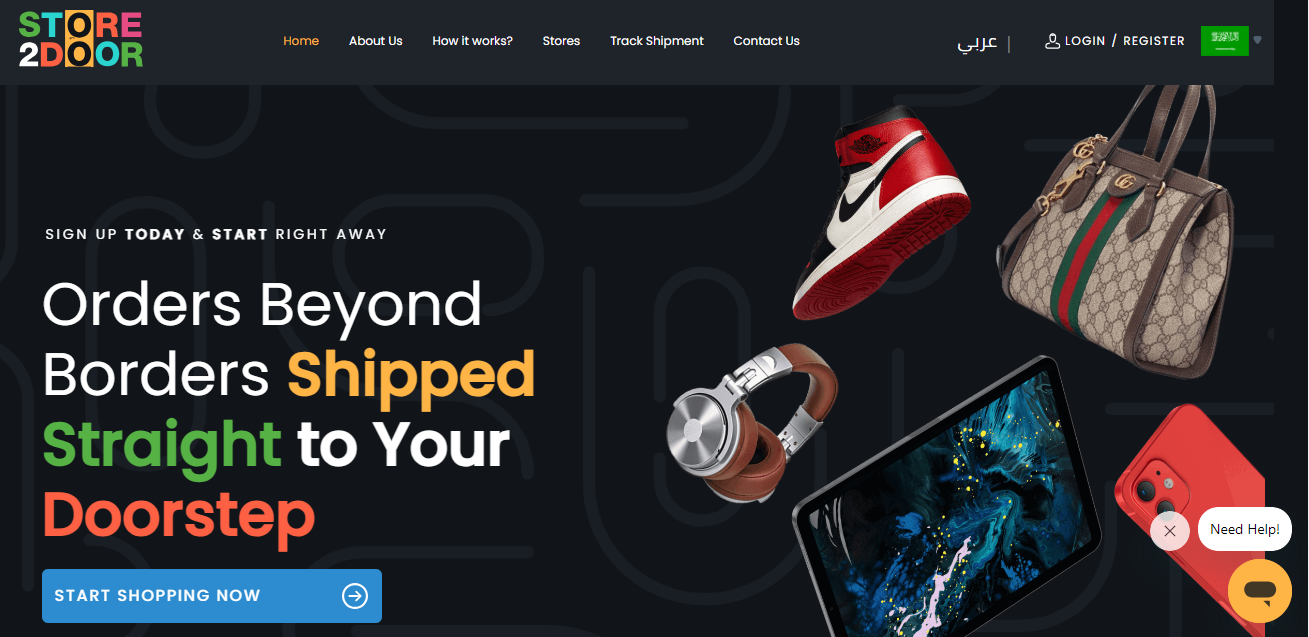 STORE
2DOOR
Home
About Us
How it works?
Stores
Track Shipment
Contact Us
عربي
LOGIN / REGISTER
SIGN UP TODAY & START RIGHT AWAY
Orders Beyond
Borders Shipped
Straight to Your
Doorstep
START SHOPPING NOW
Need Help!